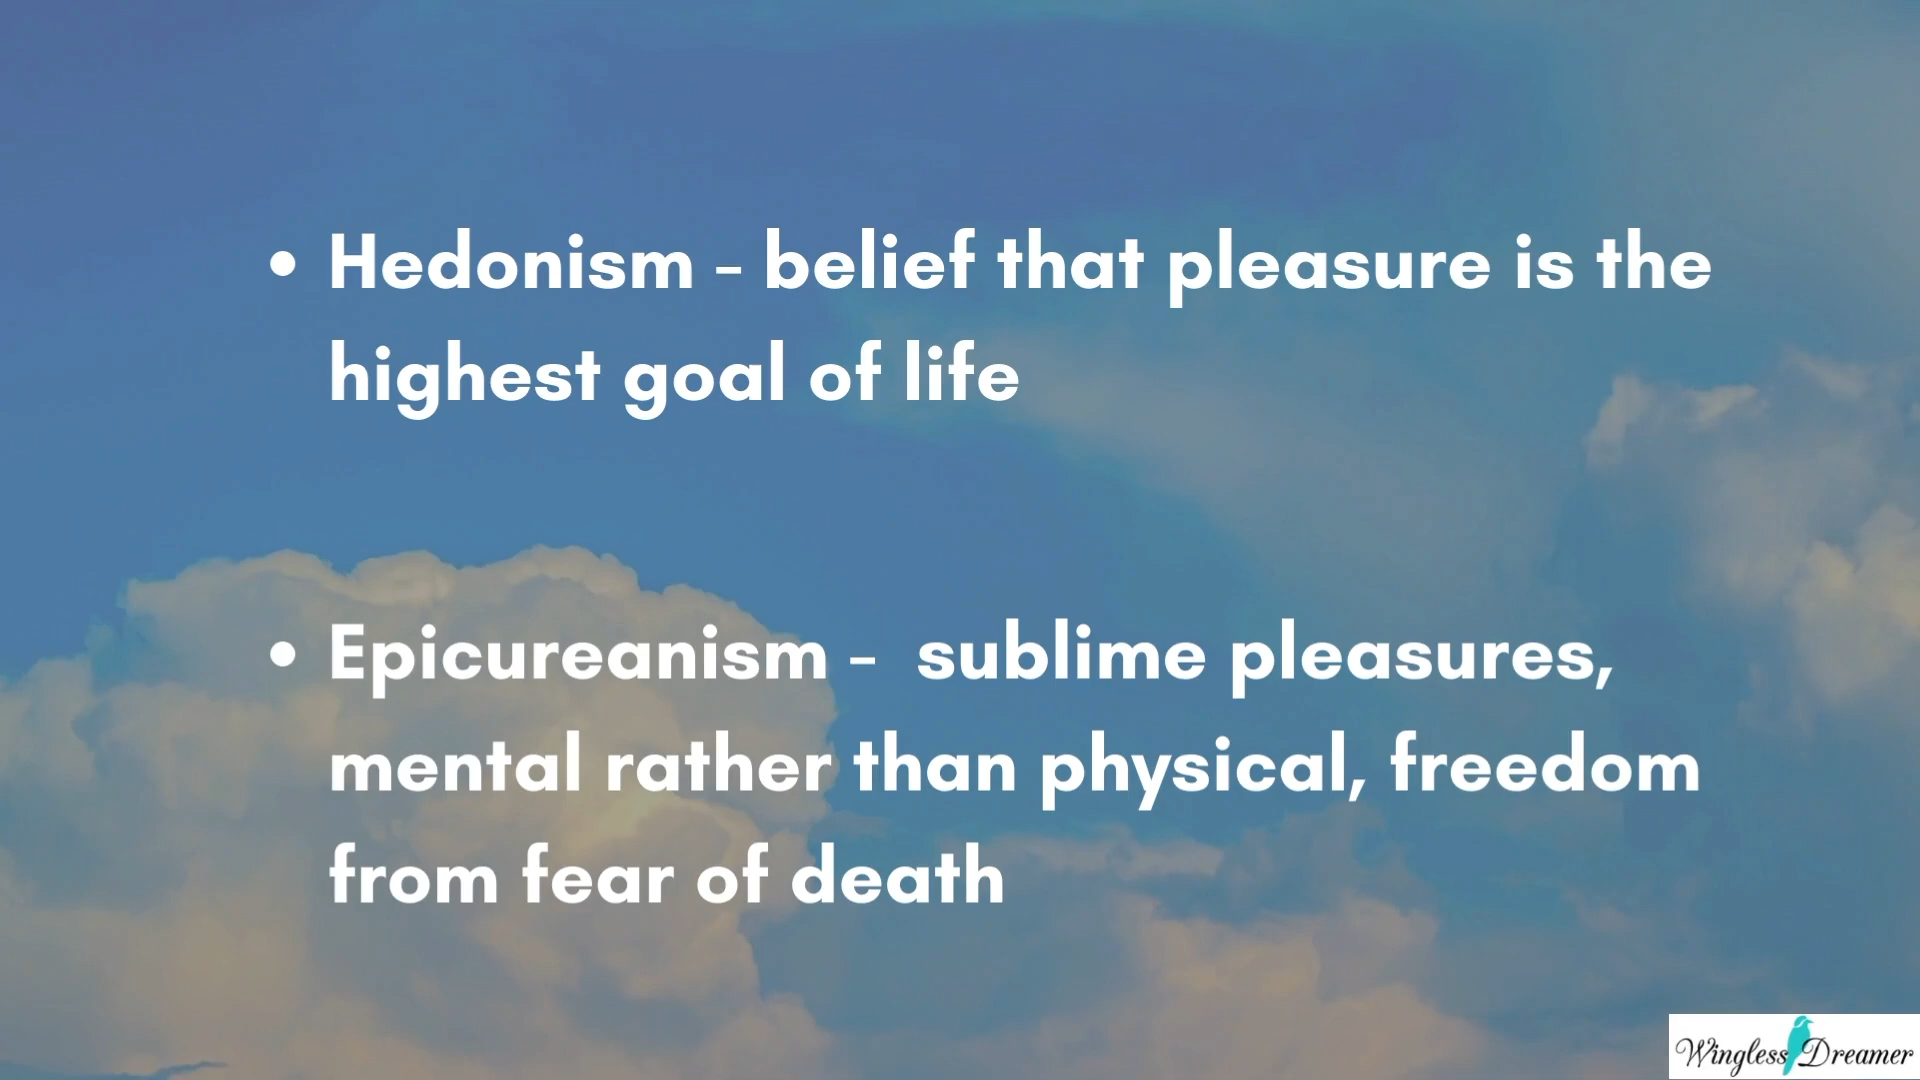 • Hedonism - belief that pleasure is the
highest goal of life
• Epicureanism -  sublime pleasures,
mental rather than physical, freedom
from fear of death
Wingless Dreamer